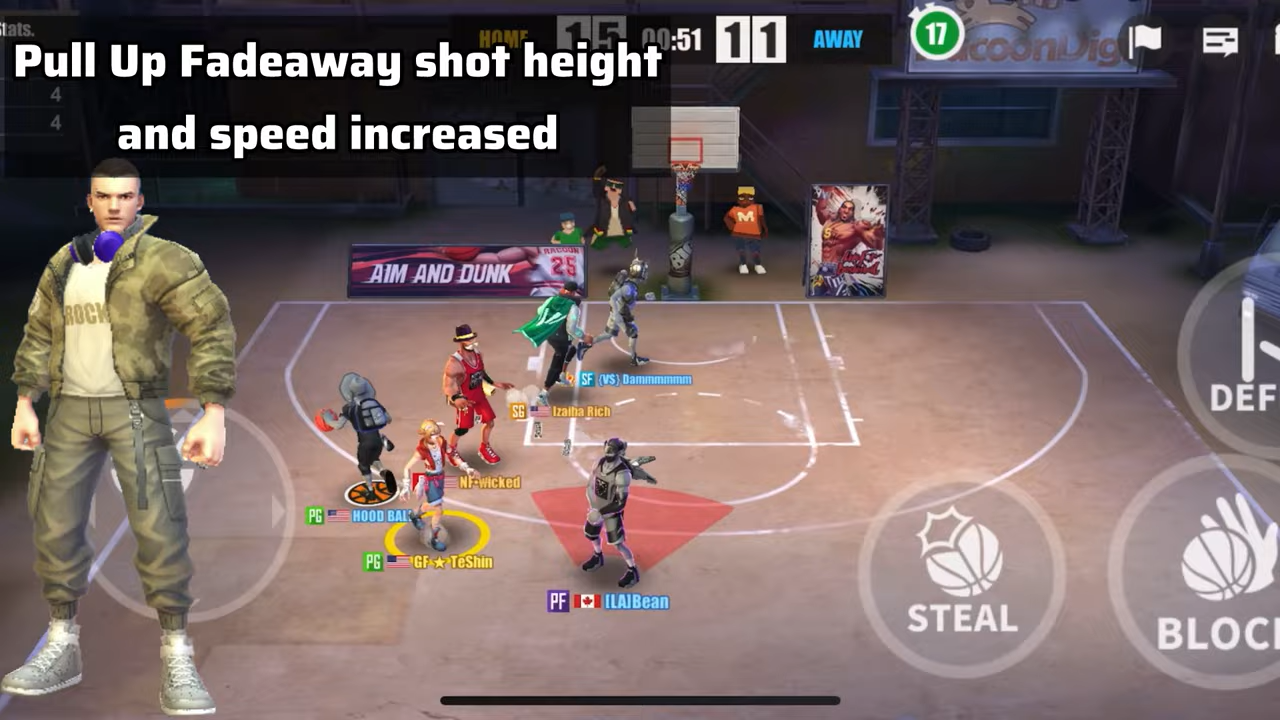 Stats.
HOME
15
00:51
11
AWAY
17
Pull Up Fadeaway shot height
and speed increased
4
4
ROCK
AIM AND DUNK
25
M
SF (VS) Dammmmmm
SG Izaiha Rich
NF•wicked
PG HOOD BAL
PG GF★TeShin
PF [LA]Bean
DEF
STEAL
BLOC